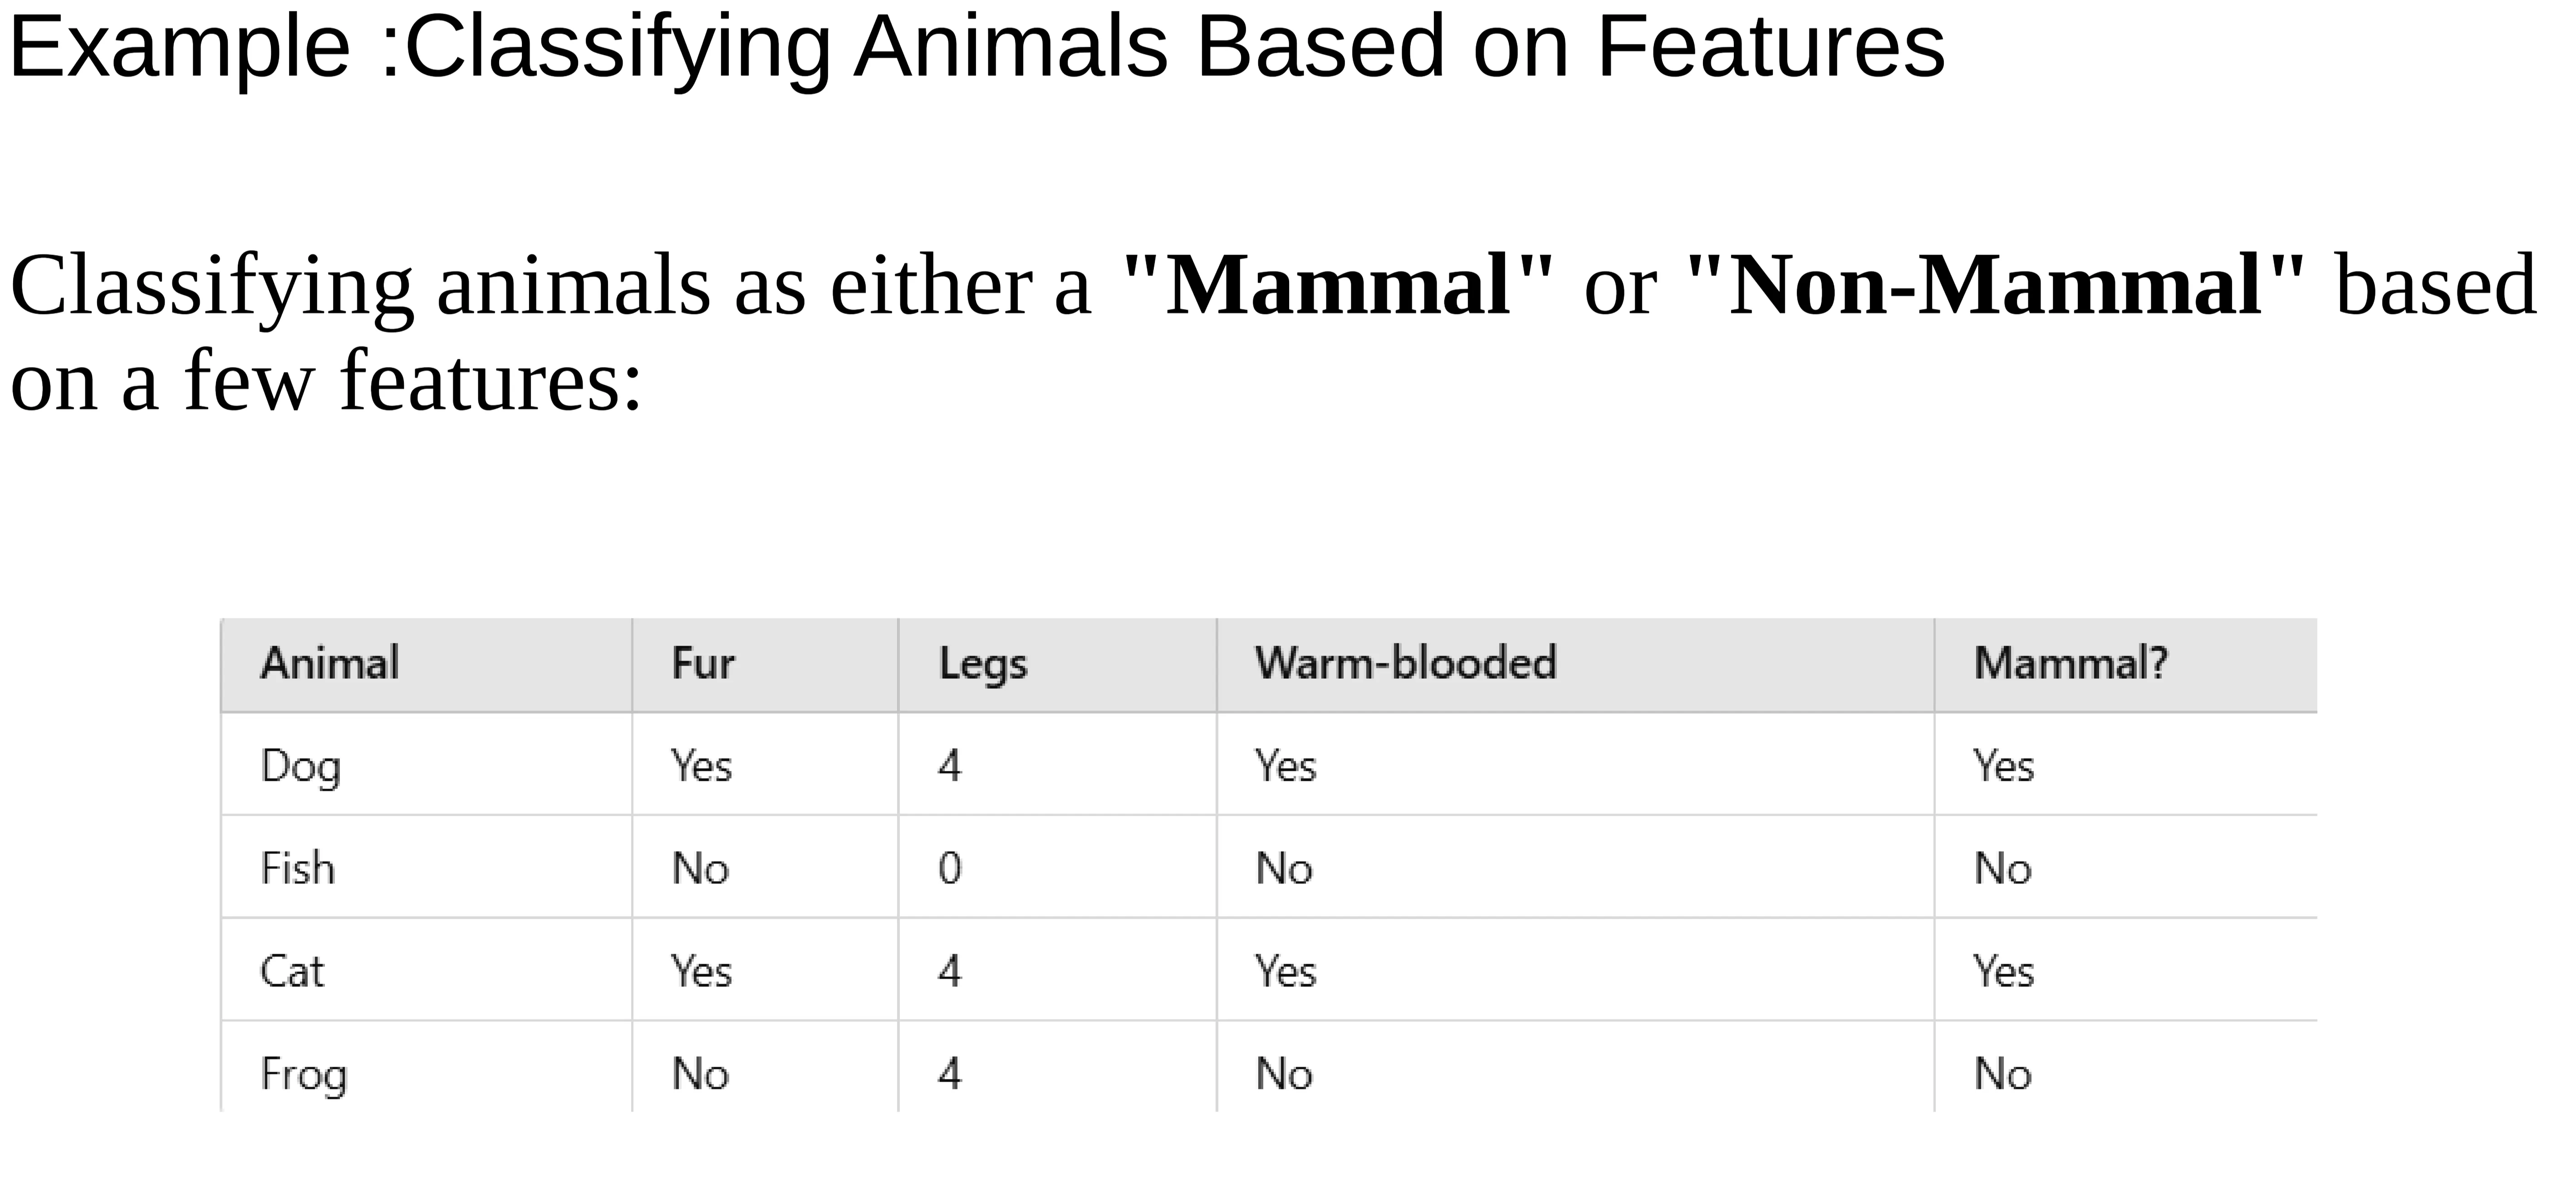 Example :Classifying Animals Based on Features
Classifying animals as either a "Mammal" or "Non-Mammal" based
on a few features:
Animal Fur Legs Warm-blooded Mammal?
Dog Yes 4 Yes Yes
Fish No 0 No No
Cat Yes 4 Yes Yes
Frog No 4 No No